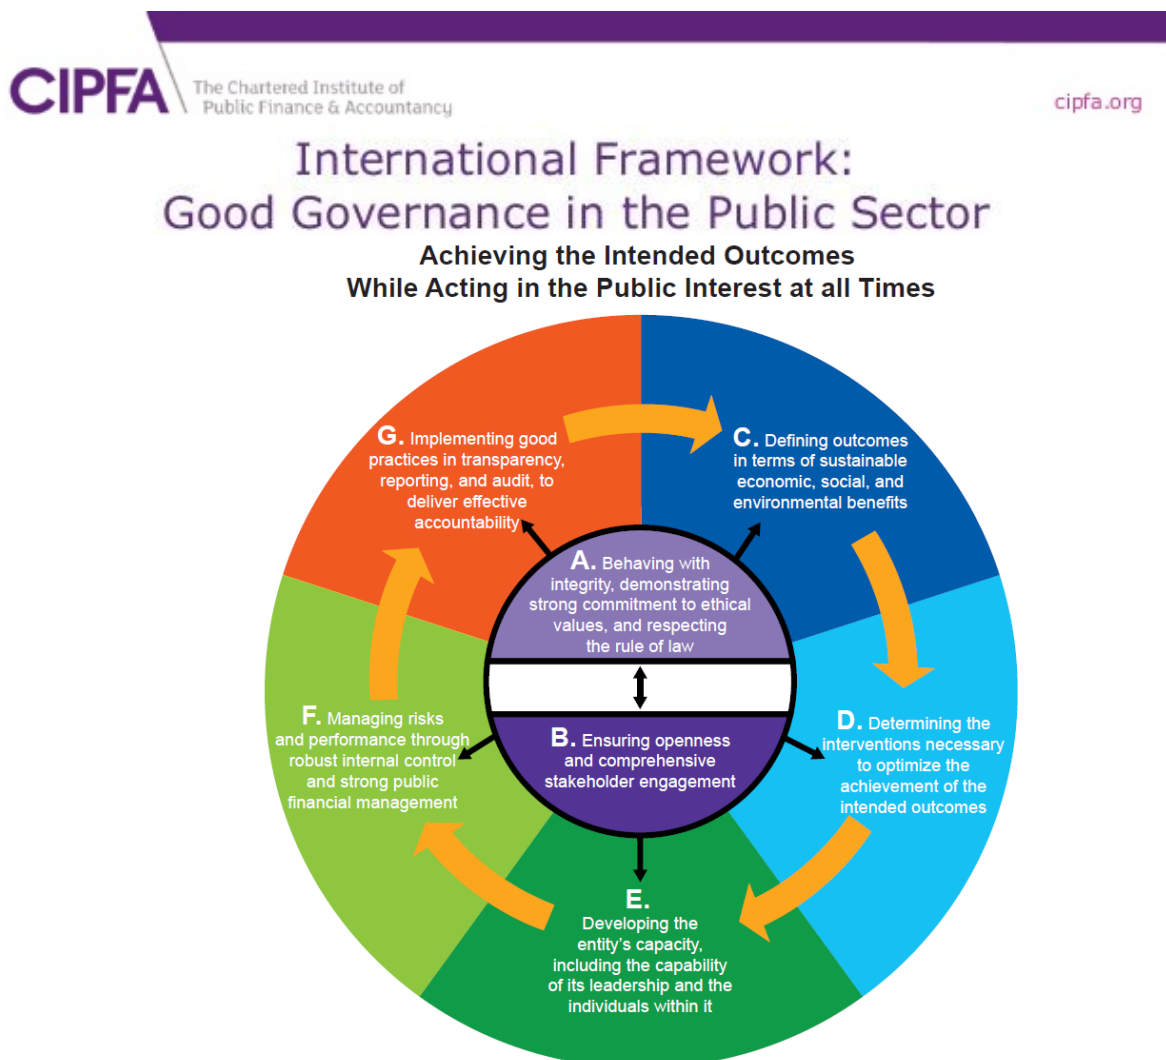 CIPFA
The Chartered Institute of
Public Finance & Accountancy
cipfa.org
International Framework:
Good Governance in the Public Sector
Achieving the Intended Outcomes
While Acting in the Public Interest at all Times
G. Implementing good
practices in transparency,
reporting, and audit, to
deliver effective
accountability
C. Defining outcomes
in terms of sustainable
economic, social, and
environmental benefits
A. Behaving with
integrity, demonstrating
strong commitment to ethical
values, and respecting
the rule of law
F. Managing risks
and performance through
robust internal control
and strong public
financial management
B. Ensuring openness
and comprehensive
stakeholder engagement
D. Determining the
interventions necessary
to optimize the
achievement of the
intended outcomes
E.
Developing the
entity's capacity,
including the capability
of its leadership and the
individuals within it